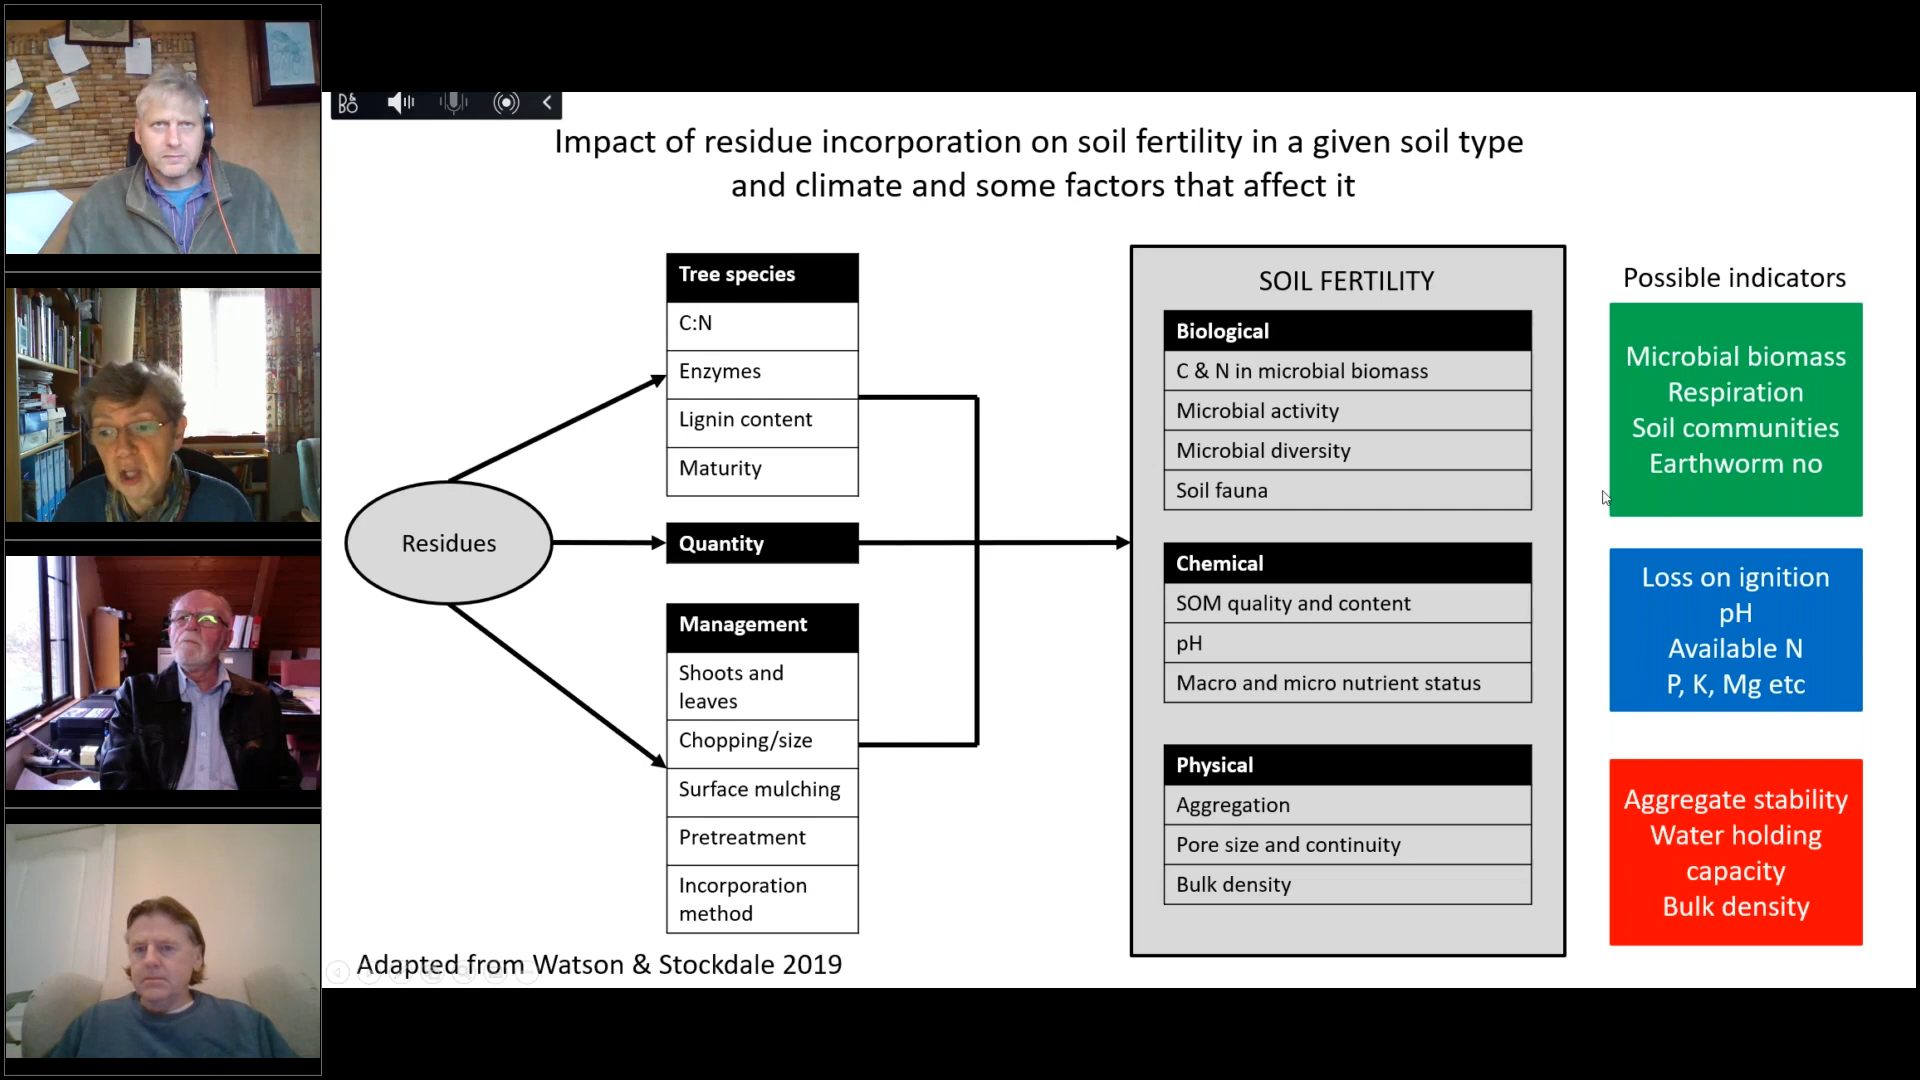 B&O
Impact of residue incorporation on soil fertility in a given soil type
and climate and some factors that affect it
Tree species
C:N
Enzymes
Lignin content
Maturity
Residues
Quantity
Management
Shoots and
leaves
Chopping/size
Surface mulching
Pretreatment
Incorporation
method
SOIL FERTILITY
Biological
C & N in microbial biomass
Microbial activity
Microbial diversity
Soil fauna
Chemical
SOM quality and content
pH
Macro and micro nutrient status
Physical
Aggregation
Pore size and continuity
Bulk density
Possible indicators
Microbial biomass
Respiration
Soil communities
Earthworm no
Loss on ignition
pH
Available N
P, K, Mg etc
Aggregate stability
Water holding
capacity
Bulk density
Adapted from Watson & Stockdale 2019